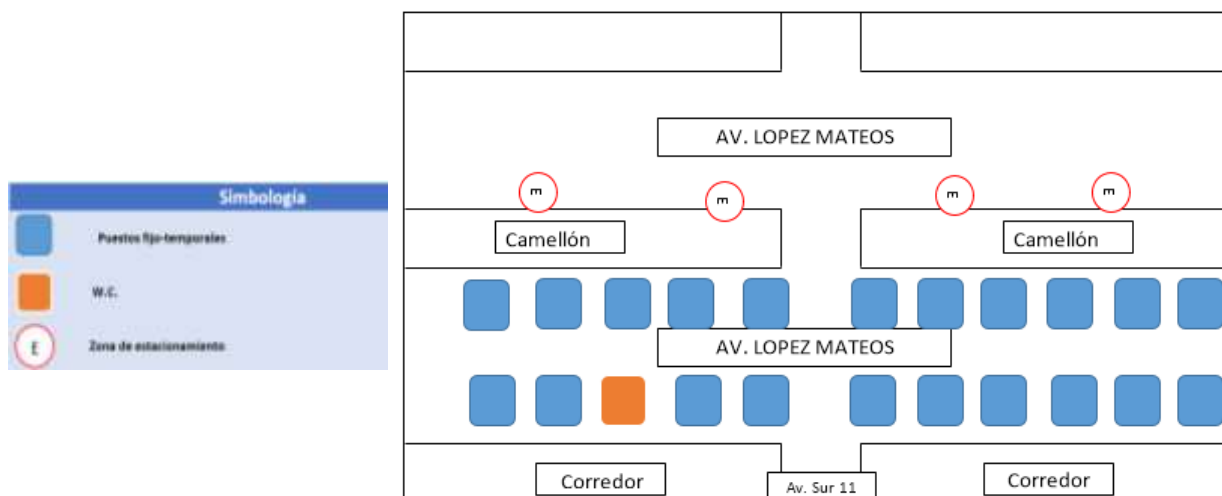 Simbología
Puestos fijo-temporales
W.C.
E Zona de estacionamiento
AV. LOPEZ MATEOS
E E E E
Camellón Camellón
AV. LOPEZ MATEOS
Corredor Av. Sur 11 Corredor